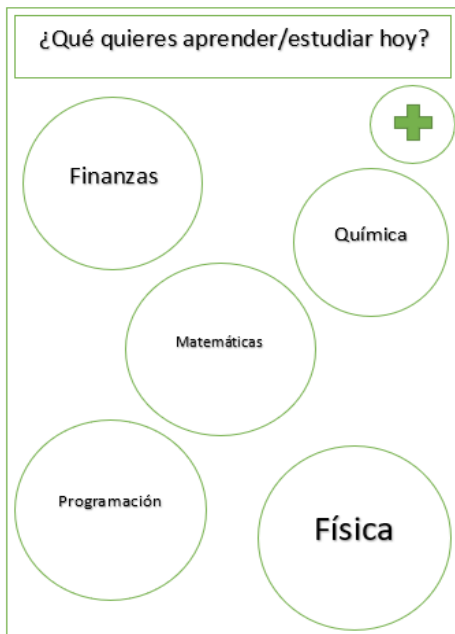 ¿Qué quieres aprender/estudiar hoy?
Finanzas
Química
Matemáticas
Programación
Física